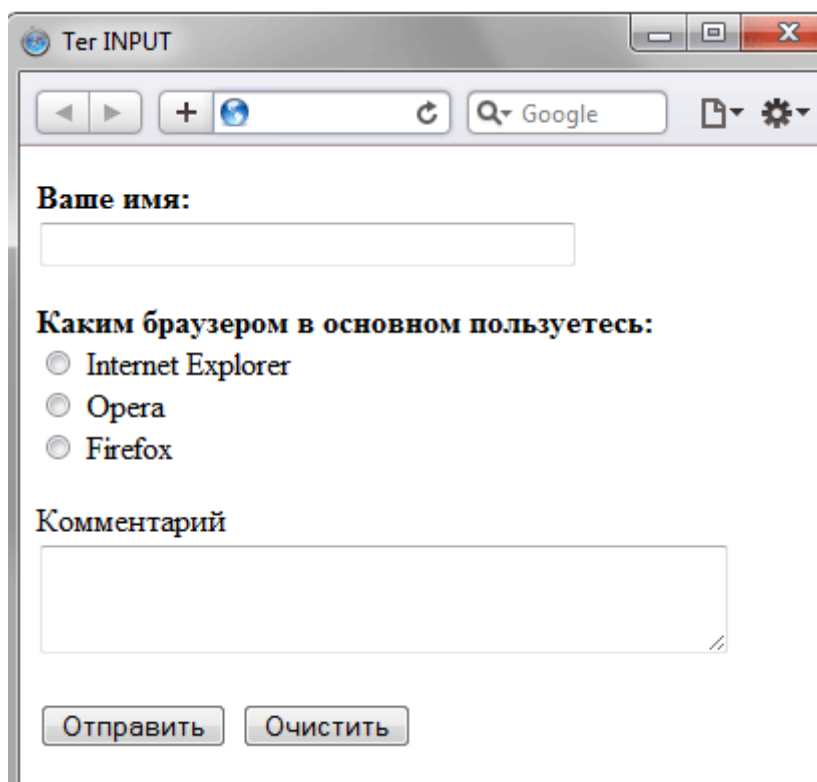 Тег INPUT
Google
Ваше имя:
Каким браузером в основном пользуетесь:
Internet Explorer
Opera
Firefox
Комментарий
Отправить Очистить